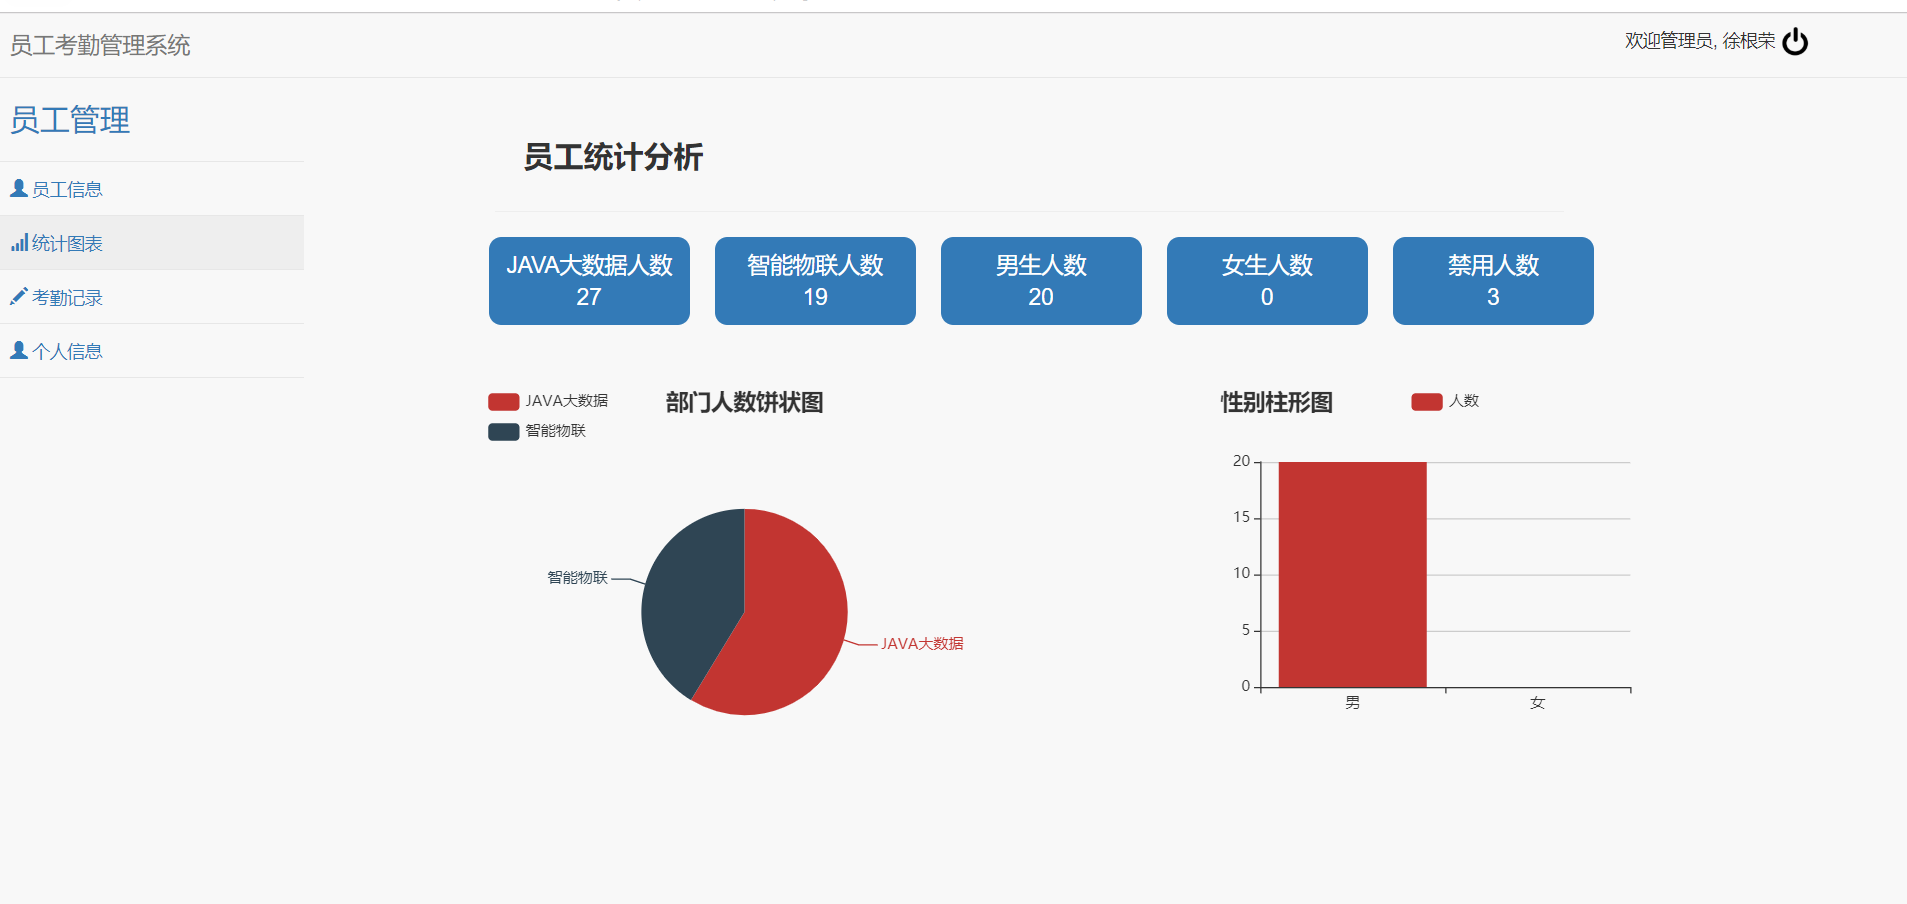 员工考勤管理系统
欢迎管理员, 徐根荣
员工管理
员工信息
统计图表
考勤记录
个人信息
员工统计分析
JAVA大数据人数
27
智能物联人数
19
男生人数
20
女生人数
0
禁用人数
3
JAVA大数据
智能物联
部门人数饼状图
智能物联
JAVA大数据
性别柱形图
人数
20
15
10
5
0
男
女